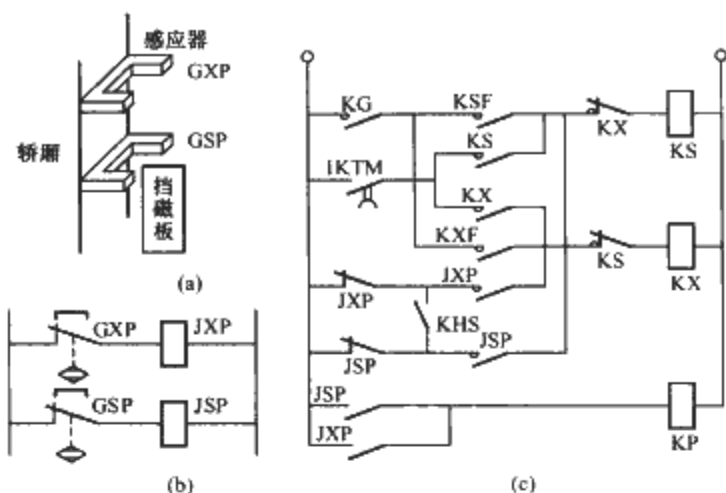 感应器
GXP
轿厢
GSP
挡磁板
(a)
GXP
JXP
GSP
JSP
(b)
KG
KSF
KX
KS
KS
1KTM
KX
KXF
KS
KX
JXP
JXP
KHS
JSP
JSP
JSP
JXP
KP
(c)